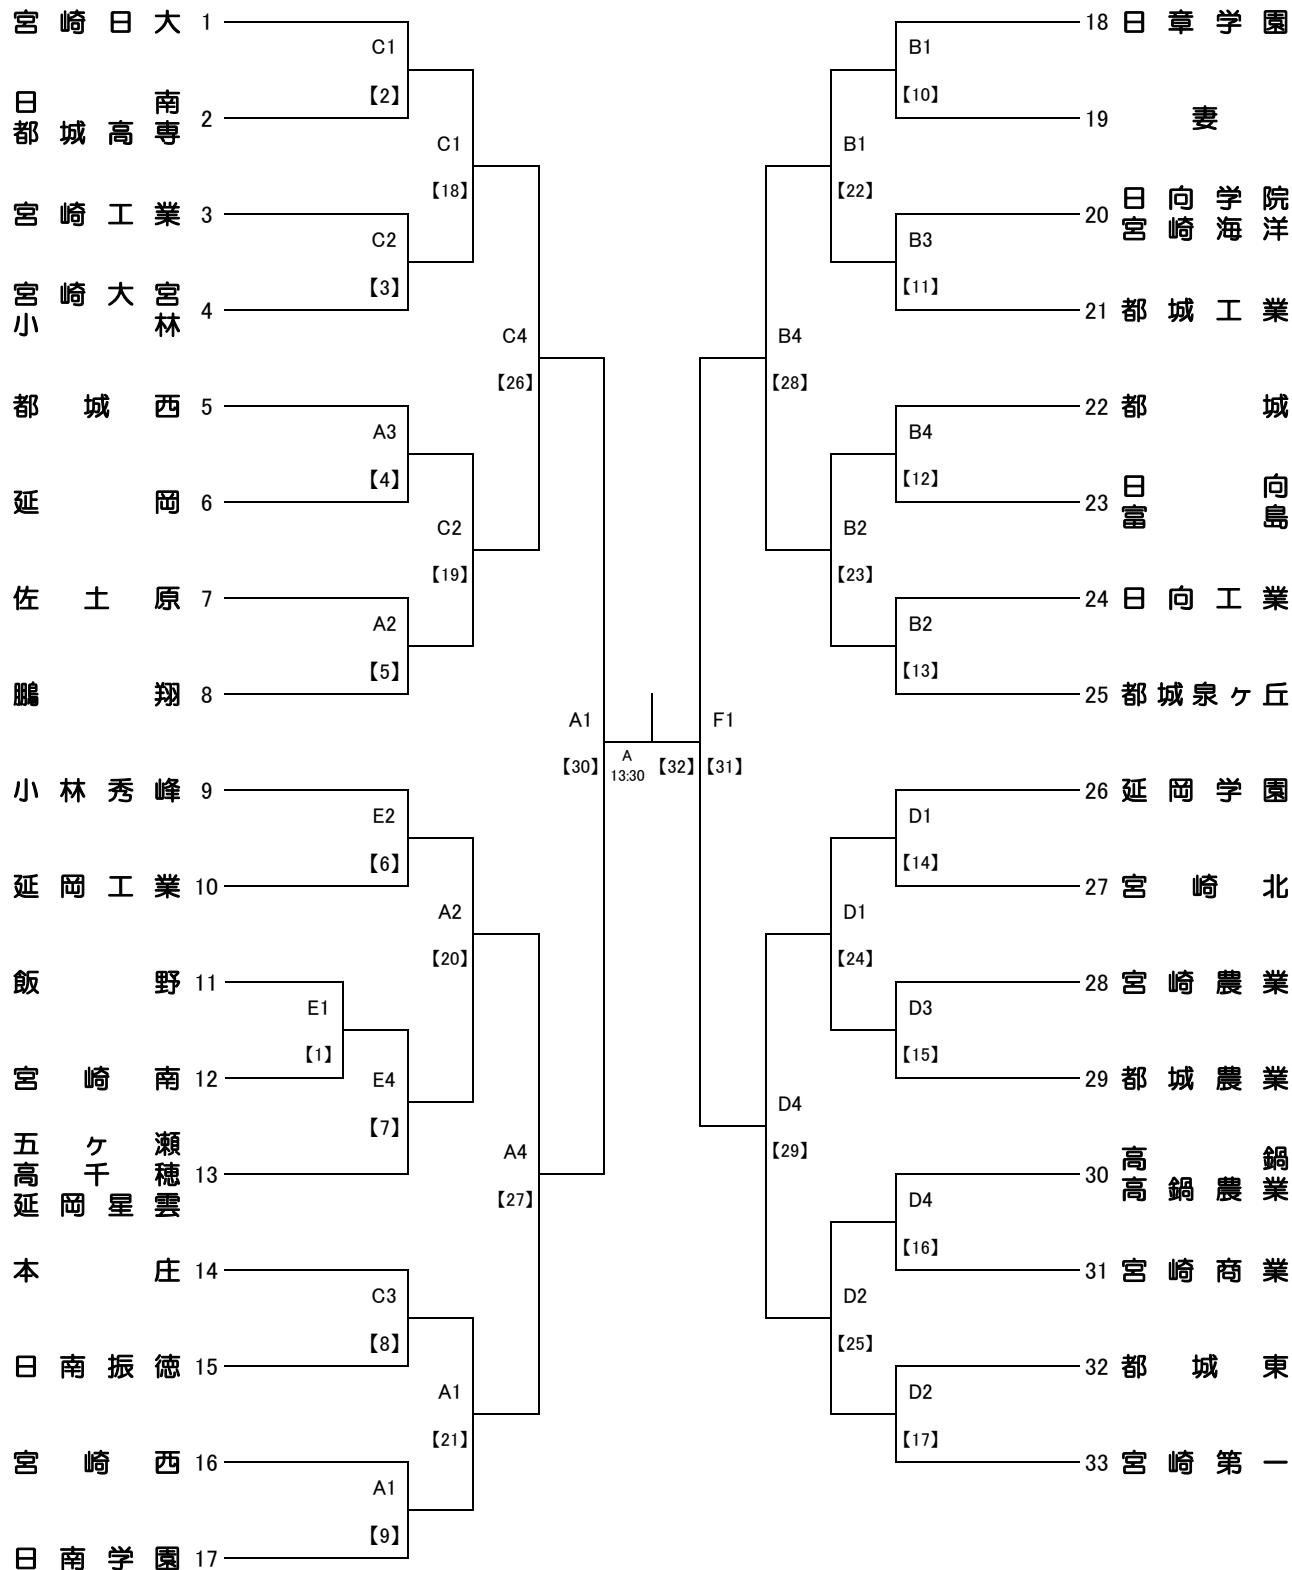 宮崎日大 1
日南
都城高専 2
宮崎工業 3
宮崎大宮
小林 4
都城西 5
延岡 6
佐土原 7
鵬翔 8
小林秀峰 9
延岡工業 10
飯野 11
宮崎南 12
五ヶ瀬
高千穂 13
延岡星雲
本庄 14
日南振徳 15
宮崎西 16
日南学園 17
C1
【2】
C2
【3】
A3
【4】
A2
【5】
E2
【6】
E1
【1】
E4
【7】
C3
【8】
A1
【9】
C1
【18】
C2
【19】
A2
【20】
A1
【21】
C4
【26】
A4
【27】
A1
【30】
A
13:30
【32】
F1
【31】
B4
【28】
D4
【29】
B1
【22】
B2
【23】
D1
【24】
D2
【25】
B1
【10】
B3
【11】
B4
【12】
B2
【13】
D1
【14】
D3
【15】
D4
【16】
D2
【17】
18 日章学園
19 妻
20 日向学院
宮崎海洋
21 都城工業
22 都城
23 日向
富島
24 日向工業
25 都城泉ヶ丘
26 延岡学園
27 宮崎北
28 宮崎農業
29 都城農業
30 高鍋
高鍋農業
31 宮崎商業
32 都城東
33 宮崎第一